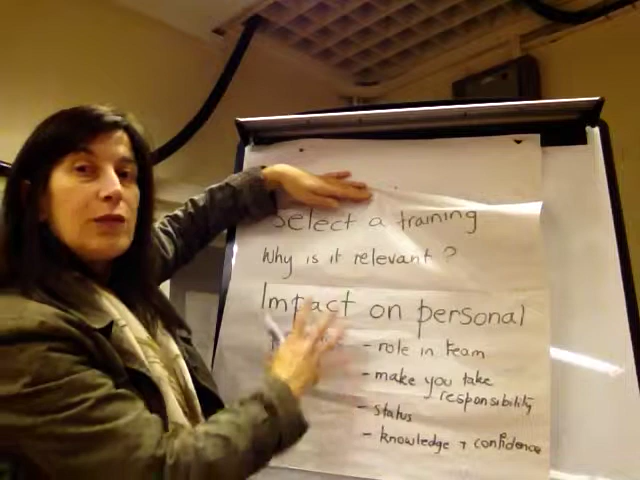 Select a training
Why is it relevant ?
Impact on personal
- role in team
- make you take
responsibility
- status
- knowledge + confidence